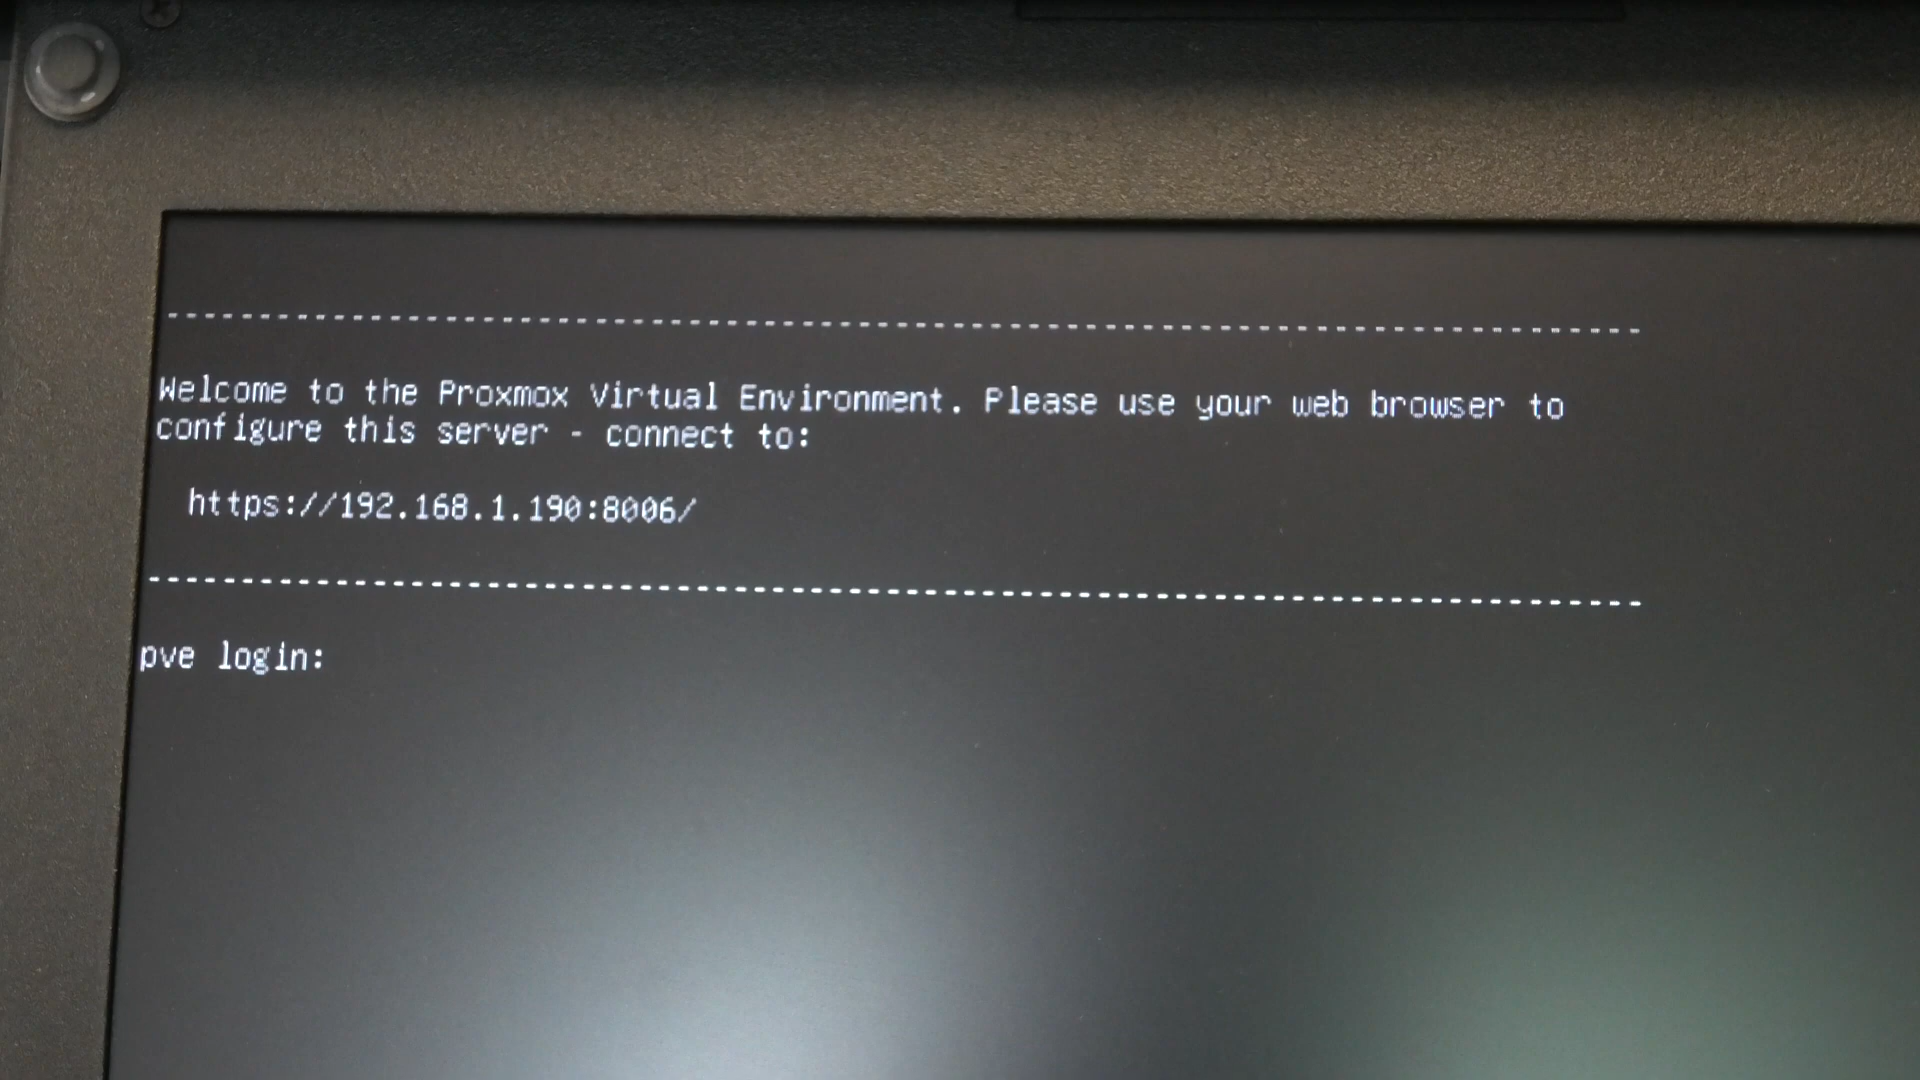 --------------------------------------------------------------------------------
Welcome to the Proxmox Virtual Environment. Please use your web browser to
configure this server - connect to:
https://192.168.1.190:8006/
--------------------------------------------------------------------------------
pve login: